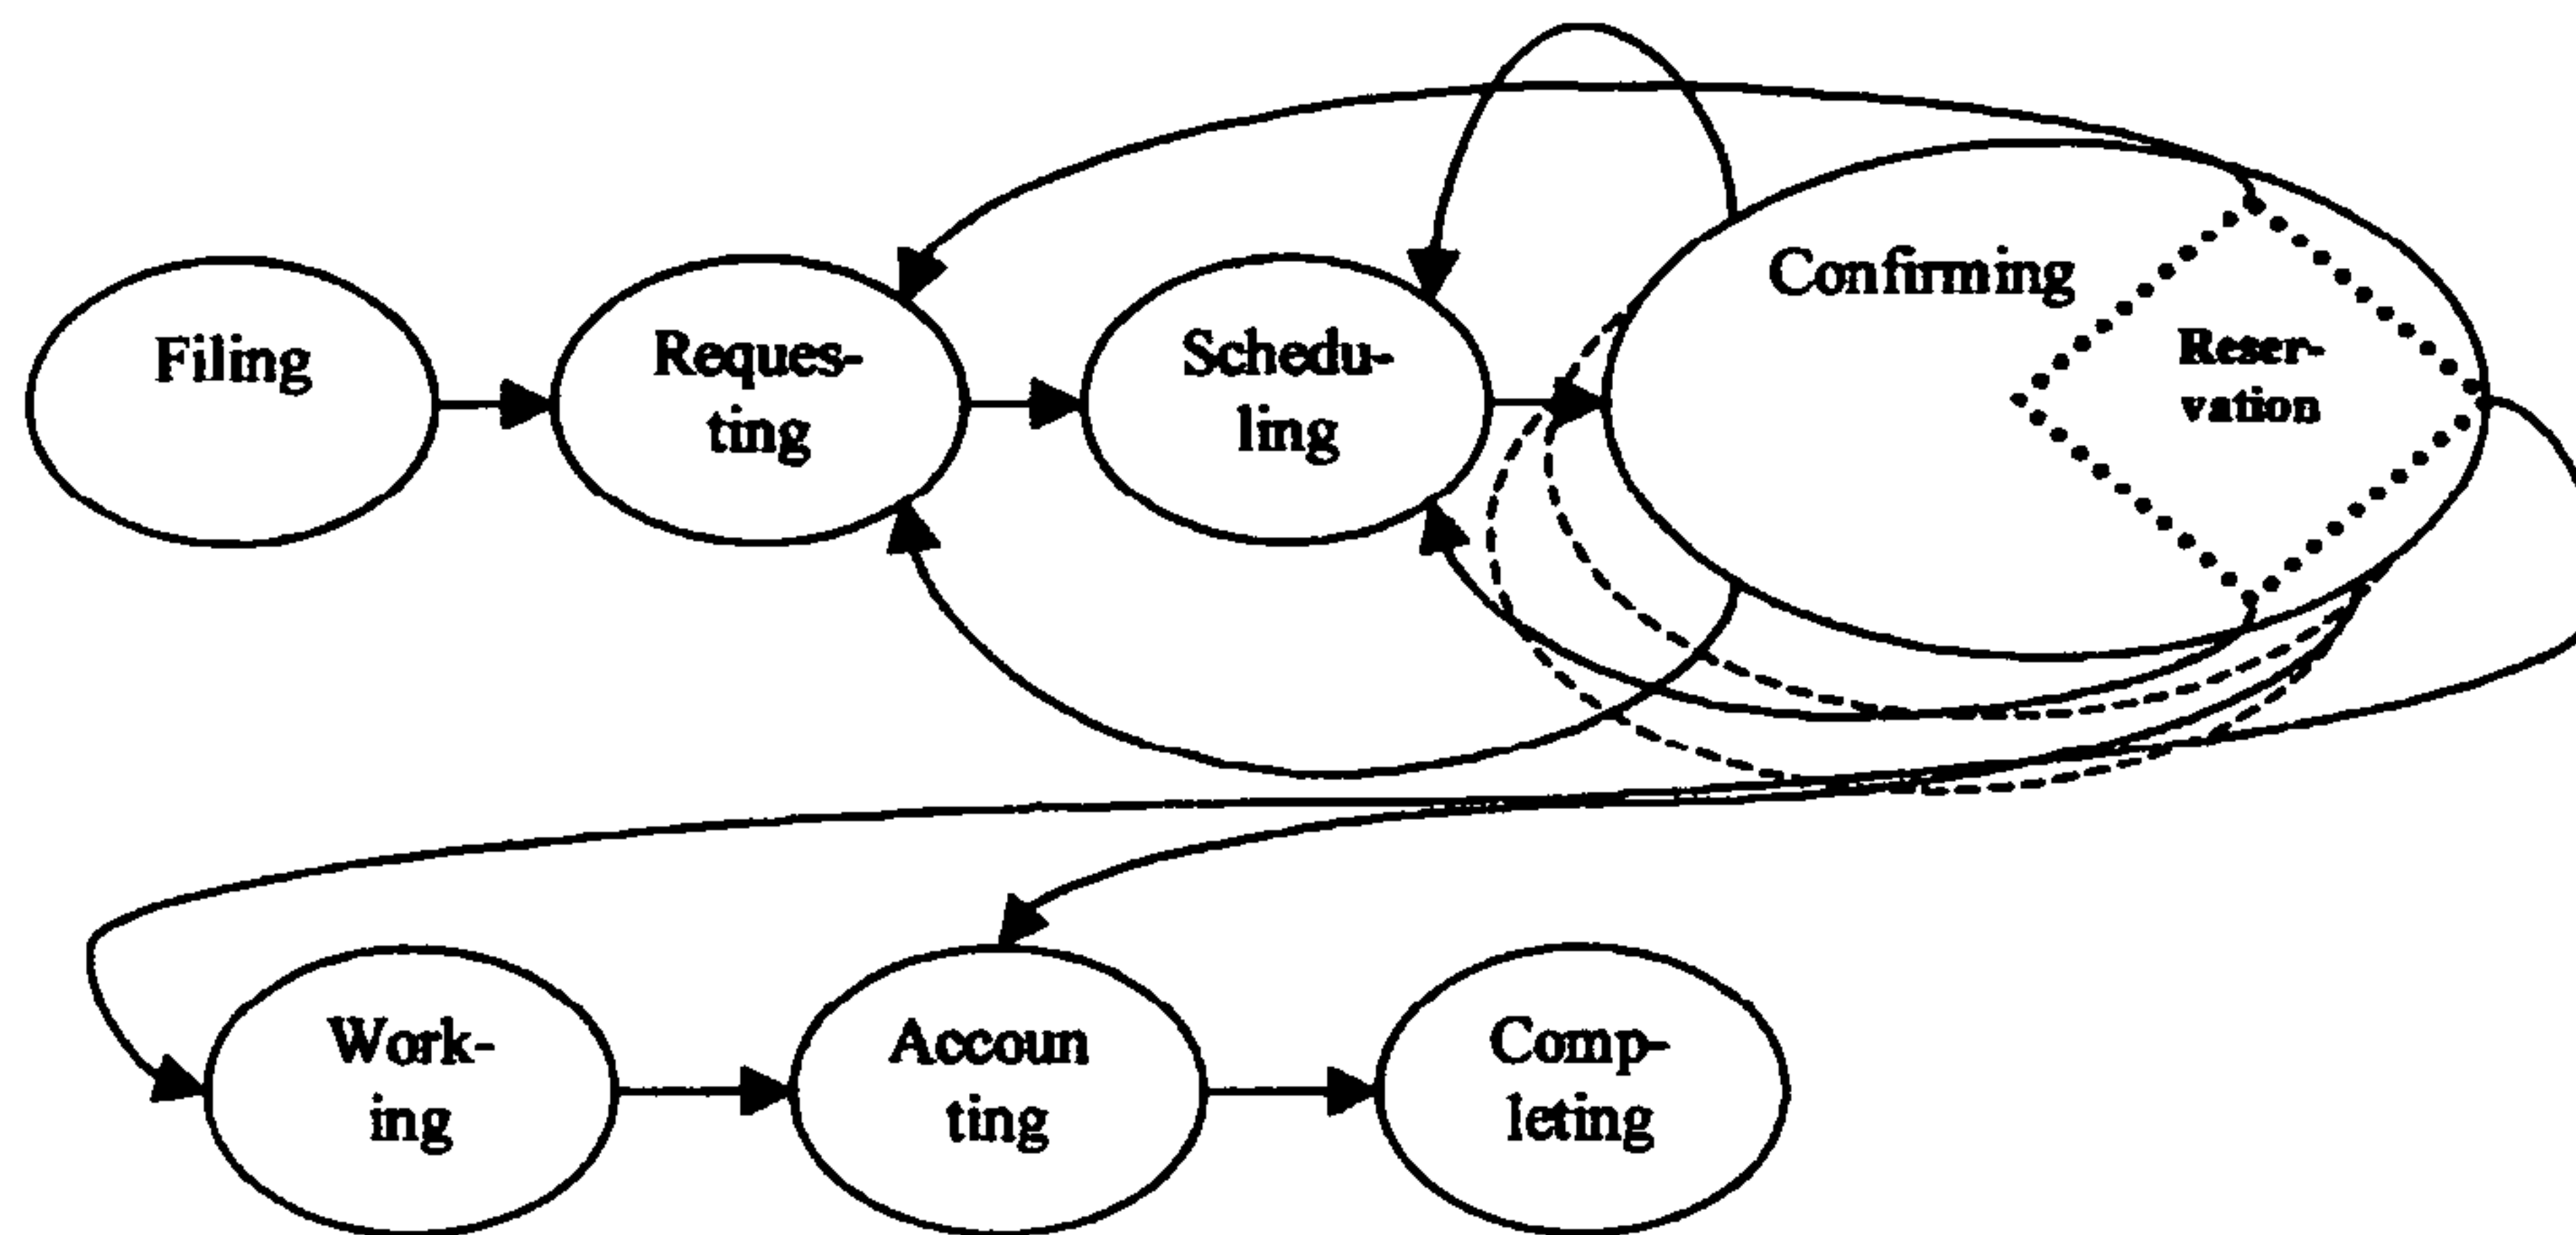 Filing
Reques-
ting
Schedu-
ling
Confirming
Reser-
vation
Work-
ing
Accoun
ting
Comp-
leting